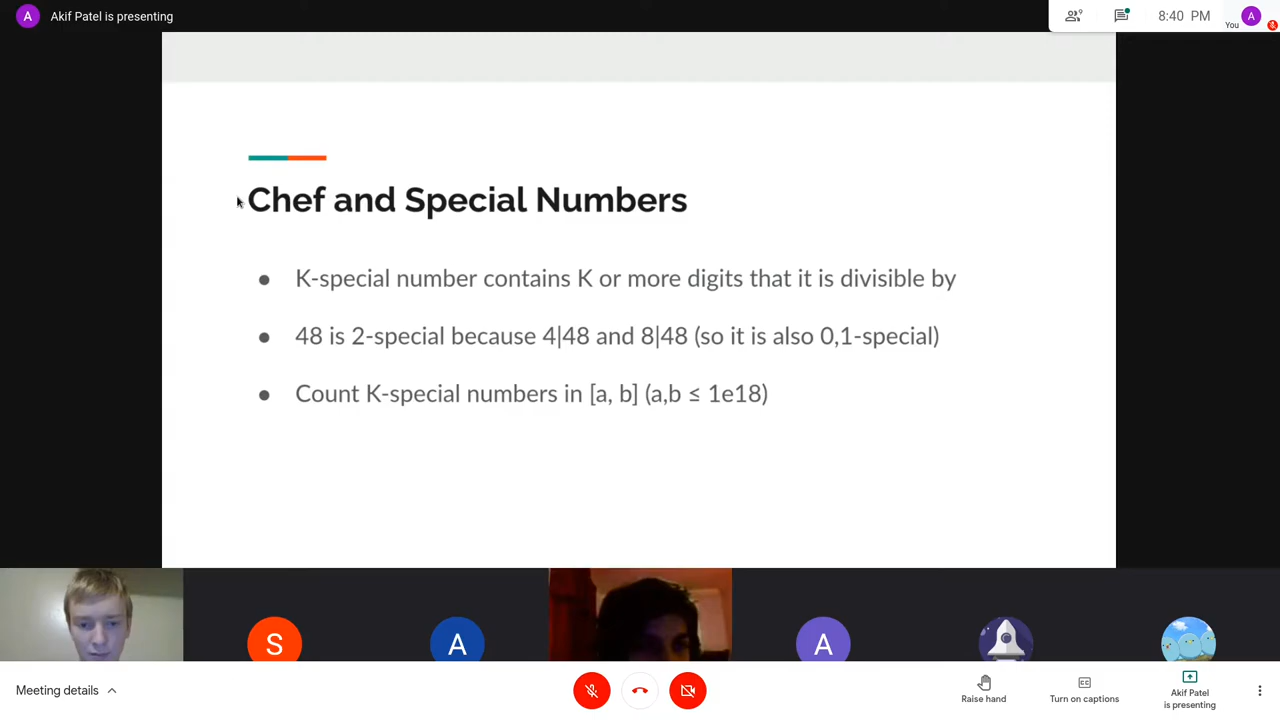 A Akif Patel is presenting
9
8:40 PM
You
A
Chef and Special Numbers
● K-special number contains K or more digits that it is divisible by
● 48 is 2-special because 4|48 and 8|48 (so it is also 0,1-special)
● Count K-special numbers in [a, b] (a,b ≤ 1e18)
S
A
A
Meeting details
Raise hand
CC
Turn on captions
Akif Patel
is presenting